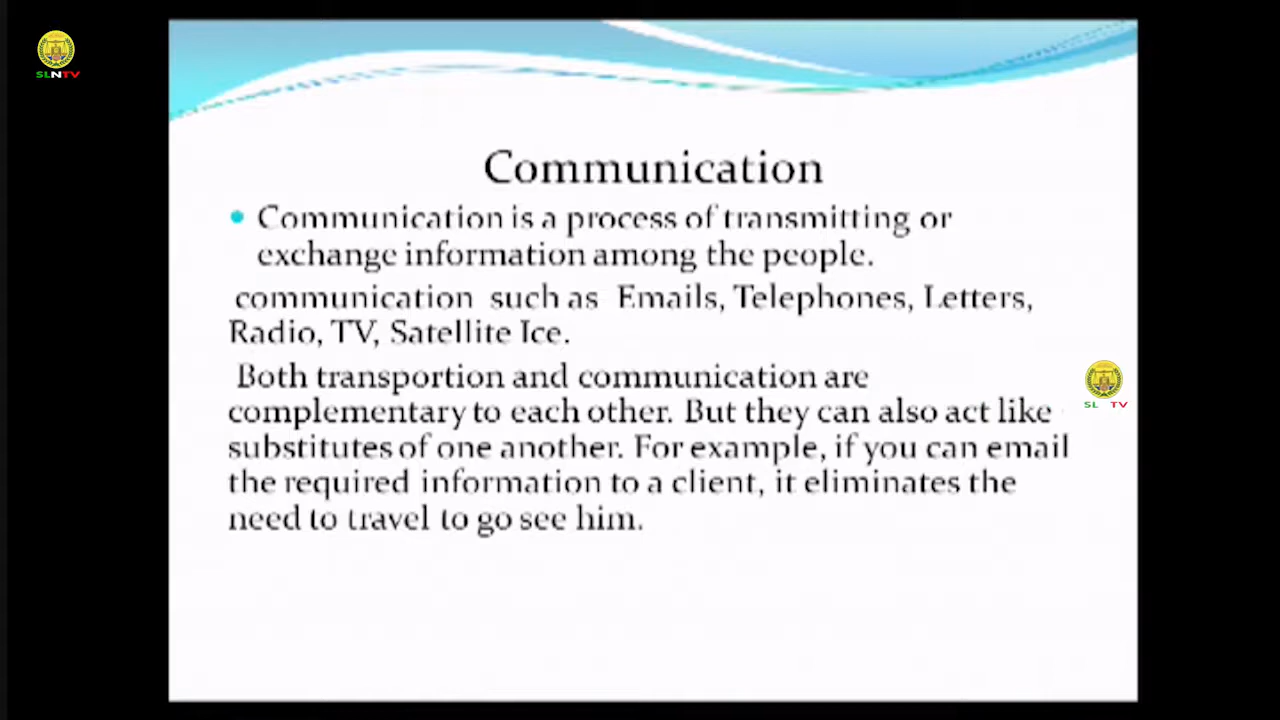 SLNTV
Communication
• Communication is a process of transmitting or
exchange information among the people.
communication such as Emails, Telephones, Letters,
Radio, TV, Satellite Ice.
Both transportion and communication are
complementary to each other. But they can also act like
substitutes of one another. For example, if you can email
the required information to a client, it eliminates the
need to travel to go see him.
SL TV